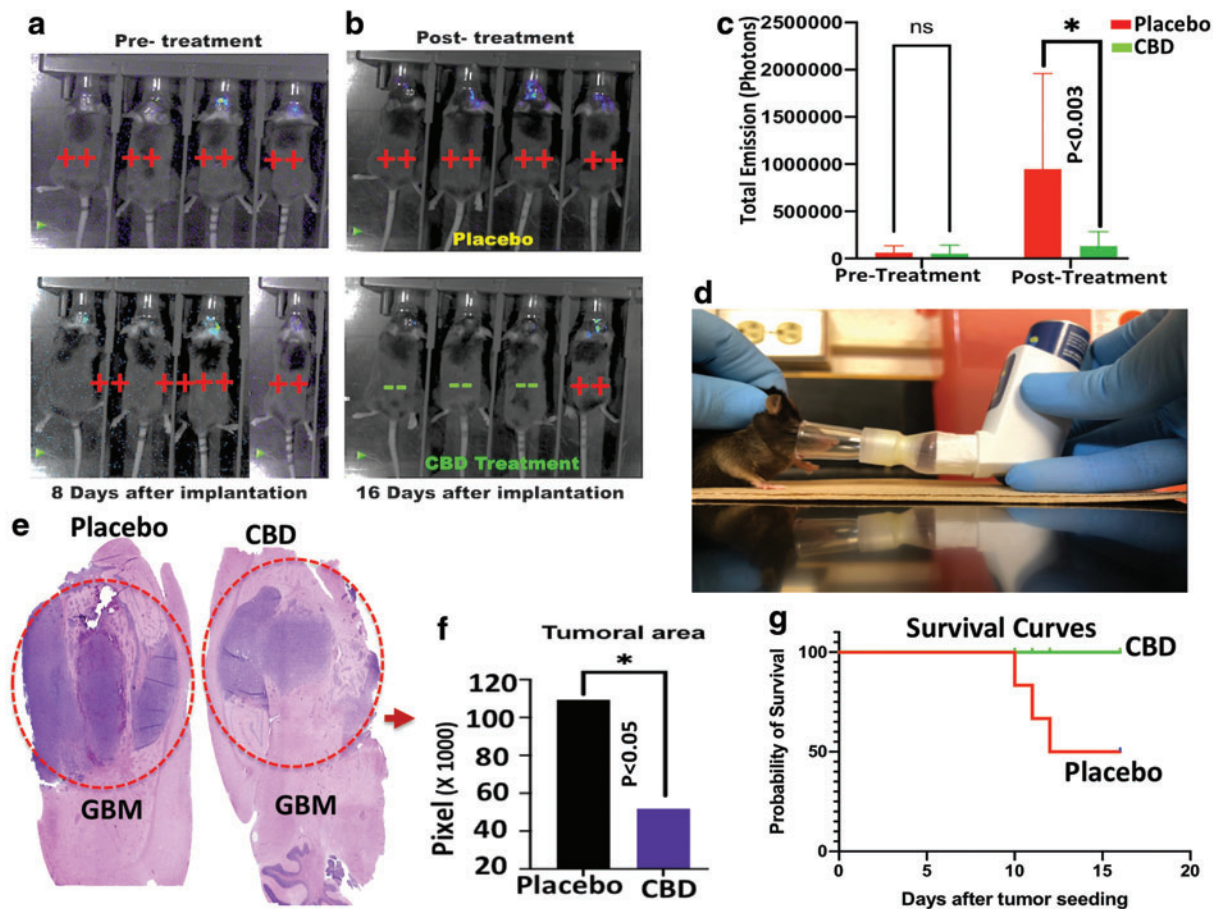 a
Pre- treatment
++ ++ ++ ++
++ ++++ ++
8 Days after implantation
b
Post- treatment
++ ++ ++ ++
Placebo
-- -- -- ++
CBD Treatment
16 Days after implantation
c
Total Emission (Photons)
2500000
2000000
1500000
1000000
500000
0
ns
*
P<0.003
Placebo
CBD
Pre-Treatment
Post-Treatment
d
e
Placebo
CBD
GBM
GBM
f
Tumoral area
*
P<0.05
Pixel (X 1000)
120
100
80
60
40
20
Placebo
CBD
g
Survival Curves
CBD
Placebo
Probability of Survival
100
50
0
0 5 10 15 20
Days after tumor seeding